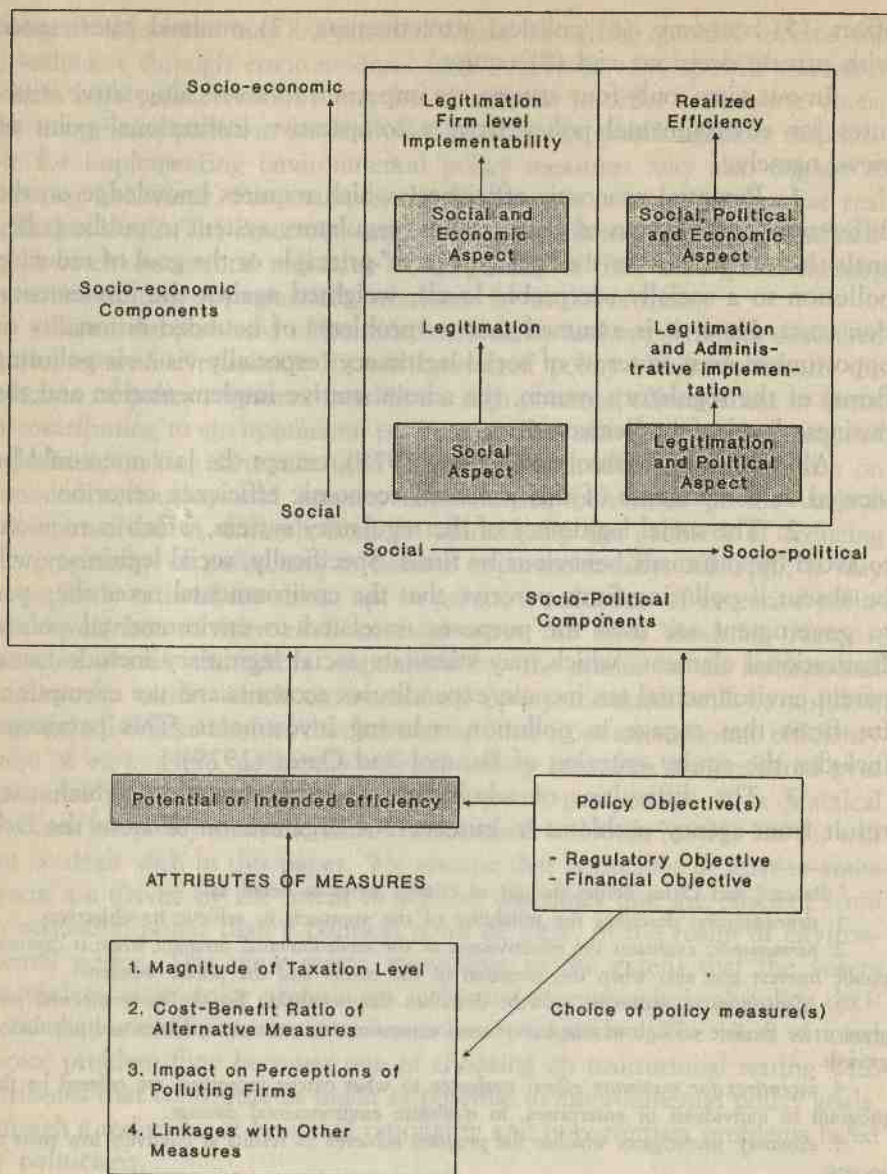 Socio-economic
Legitimation
Firm level
Implementability
Realized
Efficiency
Social and
Economic
Aspect
Social, Political
and Economic
Aspect
Socio-economic
Components
Legitimation
Legitimation
and Adminis-
trative implemen-
tation
Social
Aspect
Legitimation
and Political
Aspect
Social
Social
Socio-political
Socio-Political
Components
Potential or intended efficiency
Policy Objective(s)
- Regulatory Objective
- Financial Objective
ATTRIBUTES OF MEASURES
1. Magnitude of Taxation Level
2. Cost-Benefit Ratio of
Alternative Measures
3. Impact on Perceptions of
Polluting Firms
4. Linkages with Other
Measures
Choice of policy measure(s)